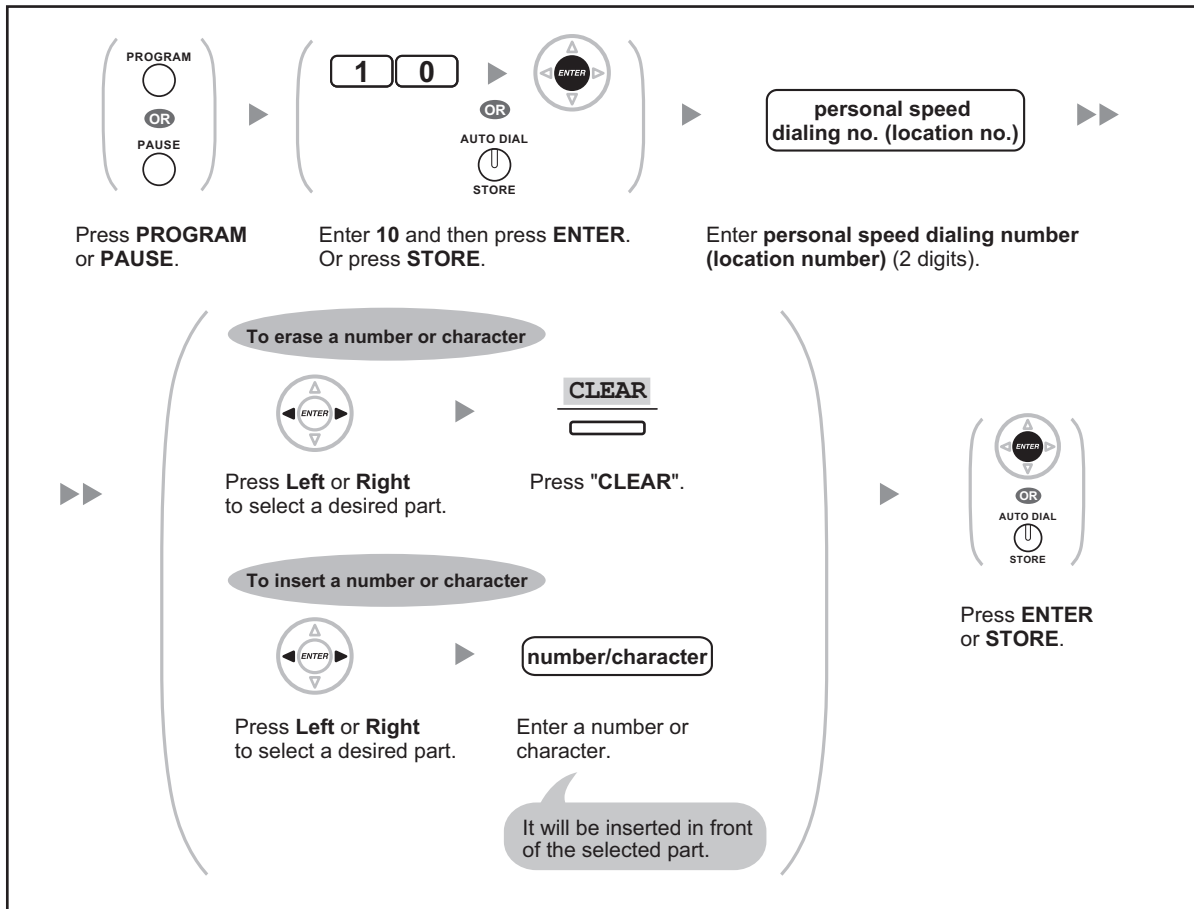 PROGRAM
OR
PAUSE
1 0
ENTER
OR
AUTO DIAL
STORE
personal speed
dialing no. (location no.)
Press PROGRAM
or PAUSE.
Enter 10 and then press ENTER.
Or press STORE.
Enter personal speed dialing number
(location number) (2 digits).
To erase a number or character
ENTER
CLEAR
Press Left or Right
to select a desired part.
Press "CLEAR".
To insert a number or character
ENTER
number/character
Press Left or Right
to select a desired part.
Enter a number or
character.
It will be inserted in front
of the selected part.
ENTER
OR
AUTO DIAL
STORE
Press ENTER
or STORE.